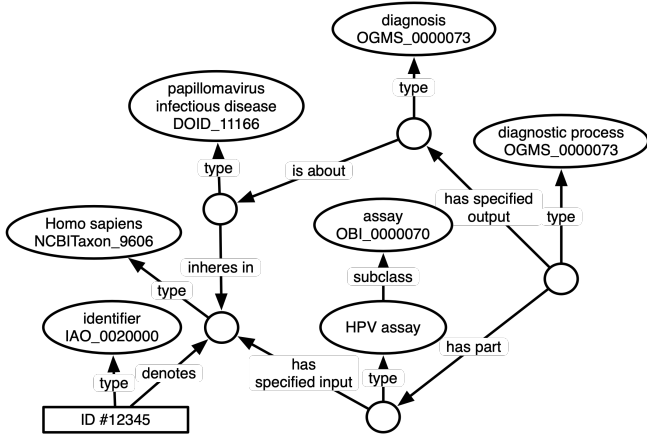 diagnosis
OGMS_0000073
type
papillomavirus
infectious disease
DOID_11166
diagnostic process
OGMS_0000073
type
is about
has specified
output
type
Homo sapiens
NCBITaxon_9606
assay
OBI_0000070
inheres in
subclass
type
identifier
IAO_0020000
HPV assay
has part
type
denotes
has
specified input
type
ID #12345